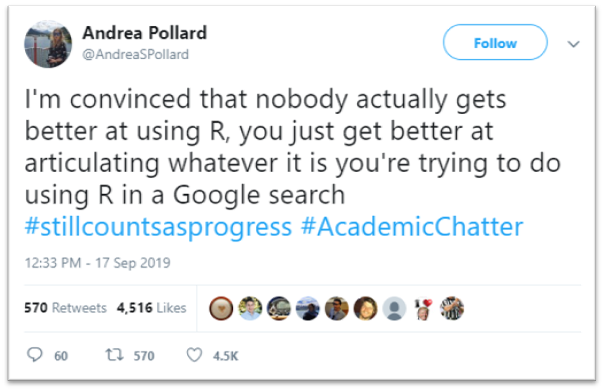 Andrea Pollard
@AndreaSPollard
Follow
I'm convinced that nobody actually gets
better at using R, you just get better at
articulating whatever it is you're trying to do
using R in a Google search
#stillcountsasprogress #AcademicChatter
12:33 PM - 17 Sep 2019
570 Retweets 4,516 Likes
60 570 4.5K